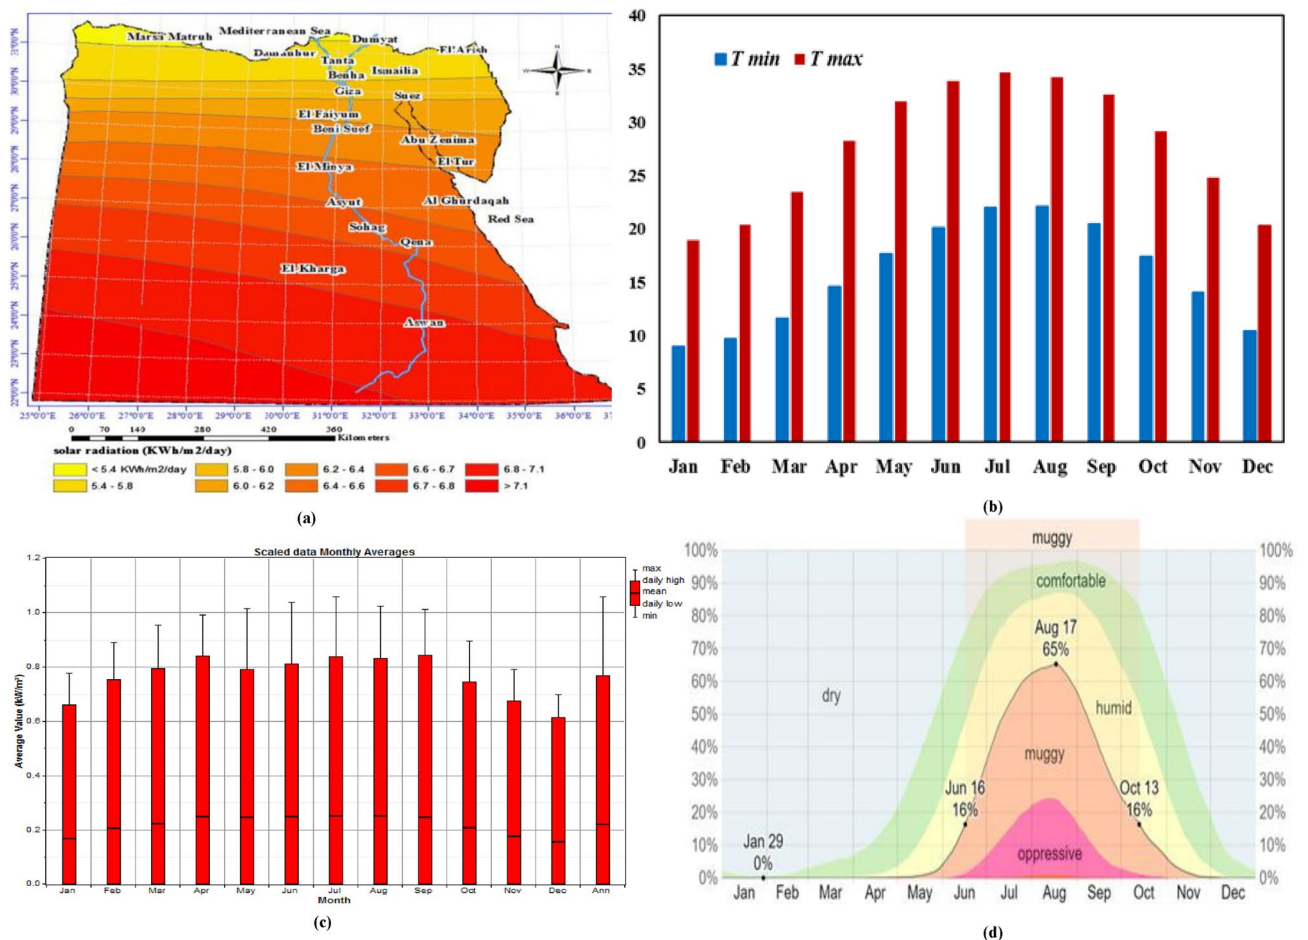 Mediterranean Sea
Marsa Matruh
Dumyat
Damanhur
El'Arish
Tanta
Benha
Ismailia
Giza
Suez
El-Faiyum
Beni Suef
Abu Zenima
El-Minya
El-Tur
Asyut
Al Ghurdaqah
Red Sea
Sohag
Qena
El-Kharga
Aswan
25°0'0"E 26°0'0"E 27°0'0"E 28°0'0"E 29°0'0"E 30°0'0"E 31°0'0"E 32°0'0"E 33°0'0"E 34°0'0"E 35°0'0"E 36°0'0"E
0 70 140 280 420 560
Kilometers
solar radiation (KWh/m2/day)
< 5.4 KWh/m2/day 5.8 - 6.0 6.2 - 6.4 6.6 - 6.7 6.8 - 7.1
5.4 - 5.8 6.0 - 6.2 6.4 - 6.6 6.7 - 6.8 > 7.1
(a)
T min T max
40
35
30
25
20
15
10
5
0
Jan Feb Mar Apr May Jun Jul Aug Sep Oct Nov Dec
(b)
Scaled data Monthly Averages
Average Value (kW/m²)
1.2
1.0
0.8
0.6
0.4
0.2
0.0
max
daily high
mean
daily low
min
Jan Feb Mar Apr May Jun Jul Aug Sep Oct Nov Dec Ann
Month
(c)
muggy
100% 100%
90% comfortable 90%
80% 80%
Aug 17
70% 70%
65%
60% 60%
dry
humid
50% 50%
40% muggy 40%
30% 30%
Jun 16 Oct 13
16% 16%
20% 20%
Jan 29
10% 10%
0%
oppressive
0% 0%
Jan Feb Mar Apr May Jun Jul Aug Sep Oct Nov Dec
(d)